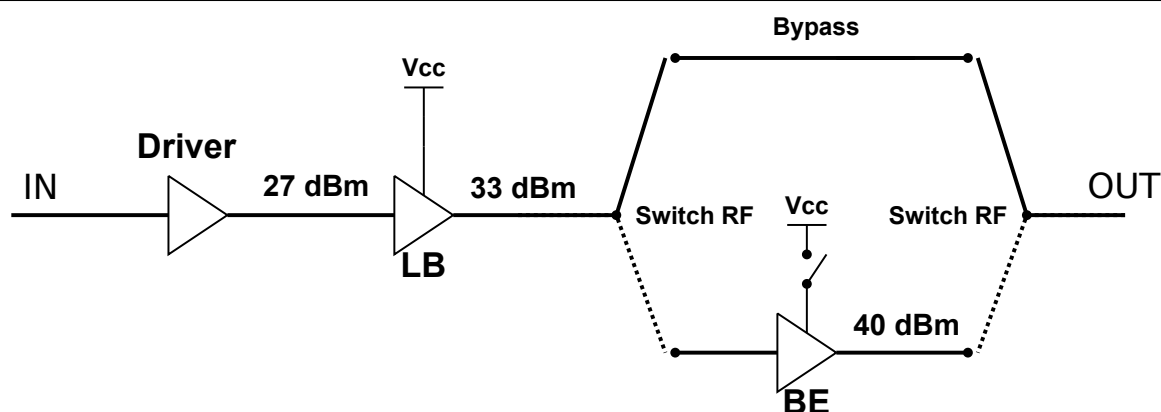 Bypass
Vcc
Driver
IN
27 dBm
33 dBm
OUT
Switch RF
Vcc
Switch RF
LB
40 dBm
BE